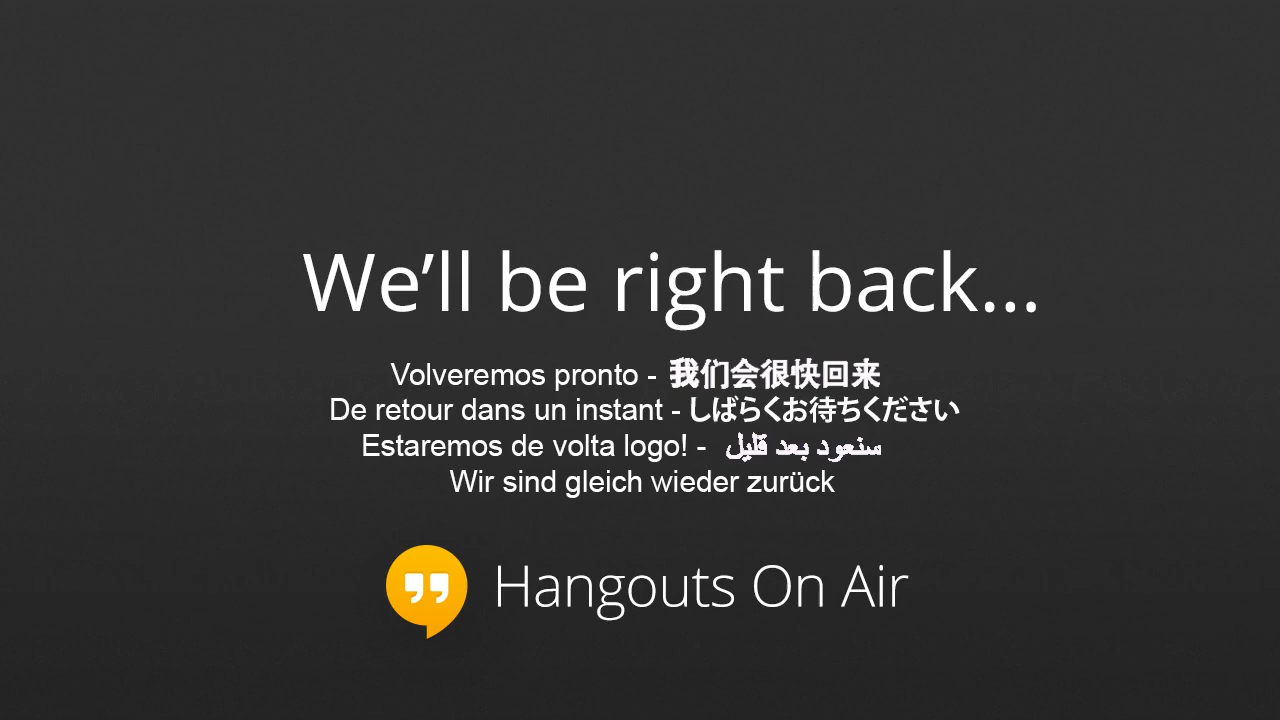 We’ll be right back...
Volveremos pronto - 我们会很快回来
De retour dans un instant - しばらくお待ちください
Estaremos de volta logo! - سنعود بعد قليل
Wir sind gleich wieder zurück
Hangouts On Air